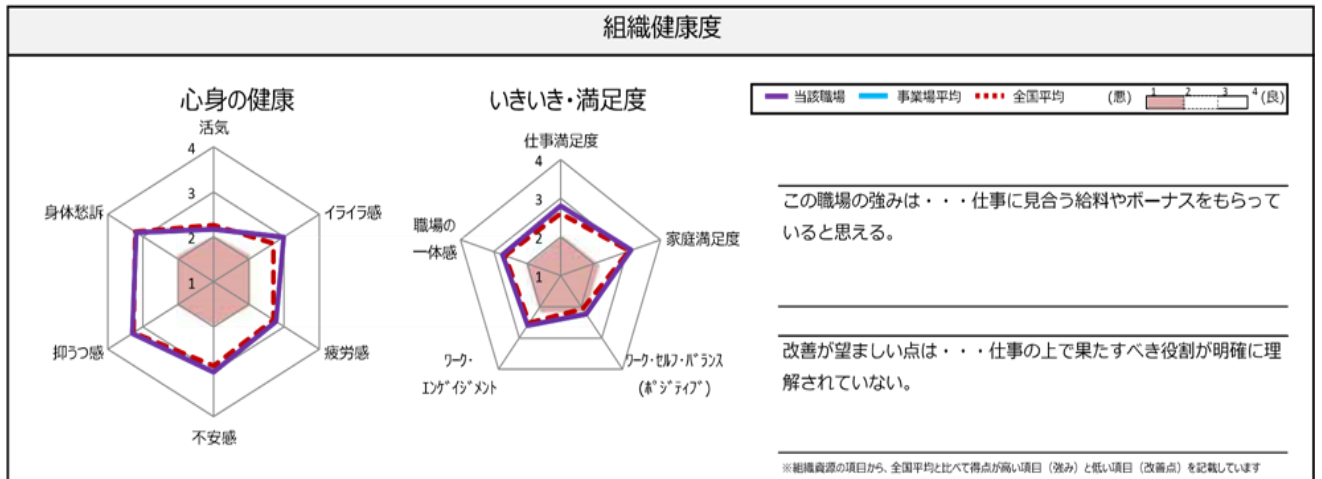 組織健康度
心身の健康
活気
4
3
2
1
イライラ感
疲労感
不安感
抑うつ感
身体愁訴
いきいき・満足度
仕事満足度
4
3
2
1
家庭満足度
ワーク・セルフ・バランス
(ポジティブ)
ワーク・
エンゲイジメント
職場の
一体感
当該職場 事業場平均 全国平均 (悪) 1 2 3 4 (良)
この職場の強みは・・・仕事に見合う給料やボーナスをもらって
いると思える。
改善が望ましい点は・・・仕事の上で果たすべき役割が明確に理
解されていない。
※組織資源の項目から、全国平均と比べて得点が高い項目（強み）と低い項目（改善点）を記載しています